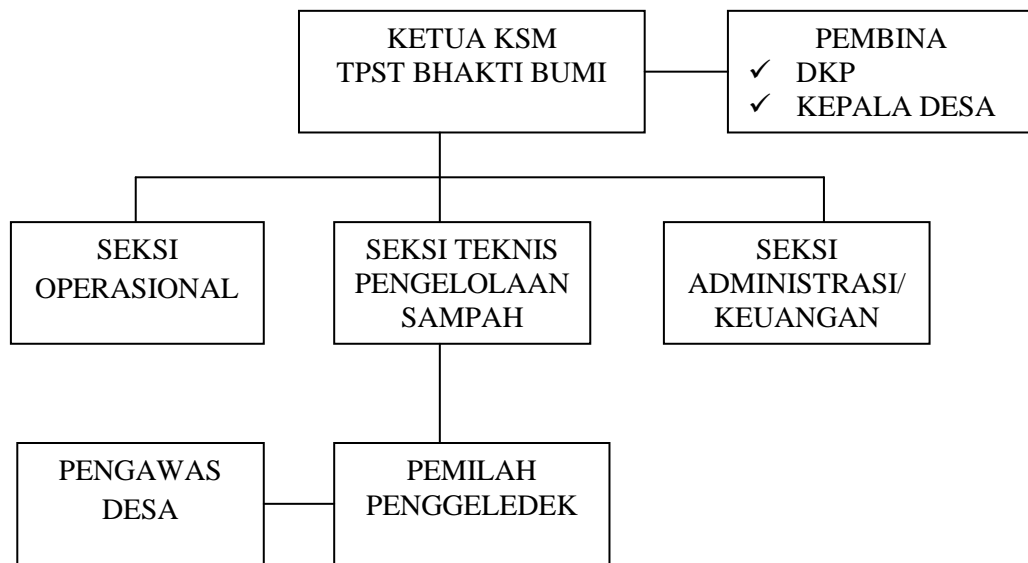 KETUA KSM
TPST BHAKTI BUMI
PEMBINA
✓ DKP
✓ KEPALA DESA
SEKSI
OPERASIONAL
SEKSI TEKNIS
PENGELOLAAN
SAMPAH
SEKSI
ADMINISTRASI/
KEUANGAN
PENGAWAS
DESA
PEMILAH
PENGGELEDEK